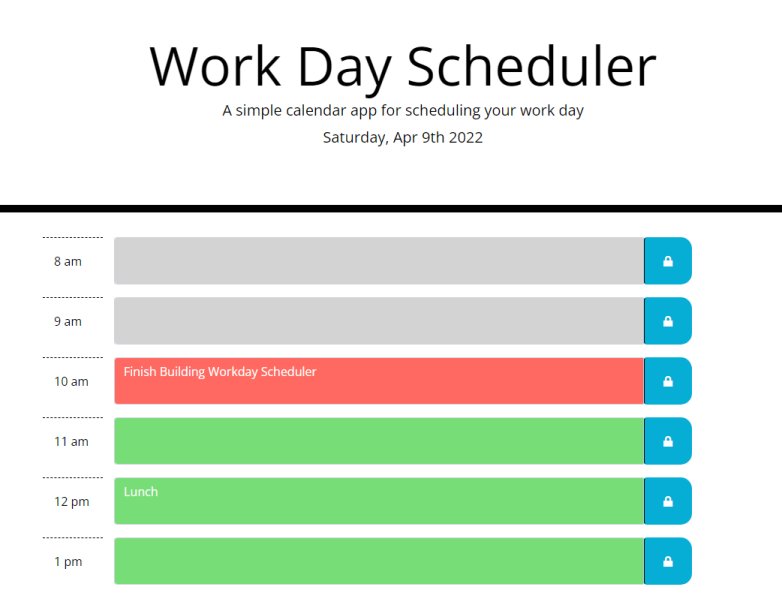 Work Day Scheduler
A simple calendar app for scheduling your work day
Saturday, Apr 9th 2022
8 am
9 am
10 am Finish Building Workday Scheduler
11 am
12 pm Lunch
1 pm